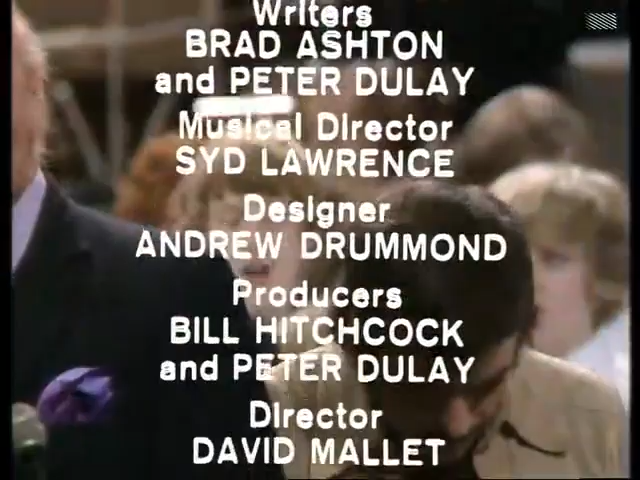 Writers
BRAD ASHTON
and PETER DULAY
Musical Director
SYD LAWRENCE
Designer
ANDREW DRUMMOND
Producers
BILL HITCHCOCK
and PETER DULAY
Director
DAVID MALLET